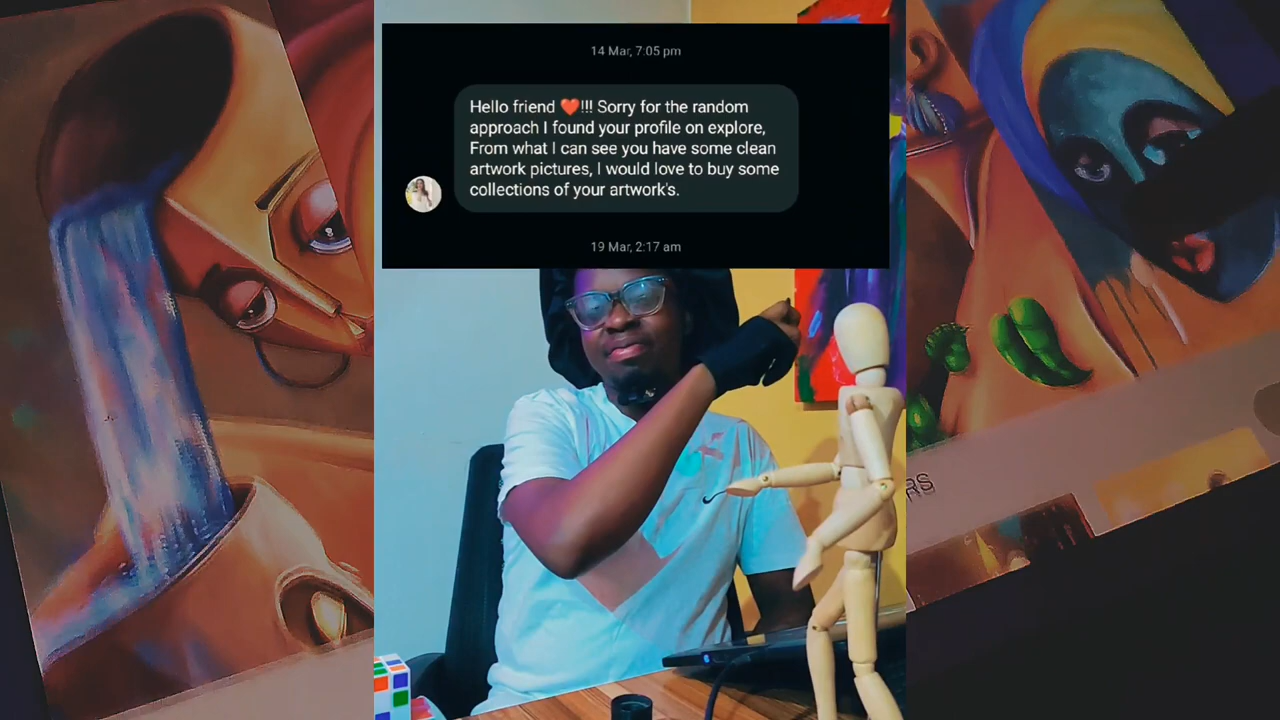 14 Mar, 7:05 pm
Hello friend ❤️!!! Sorry for the random
approach I found your profile on explore,
From what I can see you have some clean
artwork pictures, I would love to buy some
collections of your artwork's.
19 Mar, 2:17 am
RS